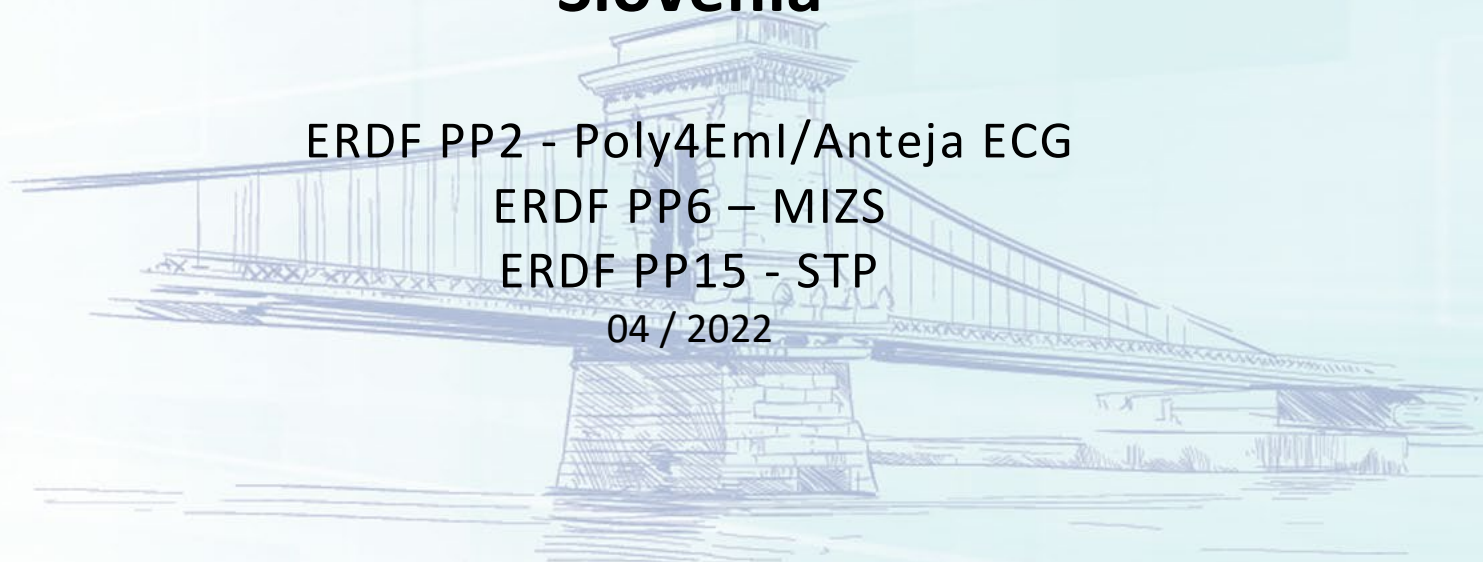 Slovenia
ERDF PP2 - Poly4EmI/Anteja ECG
ERDF PP6 – MIZS
ERDF PP15 - STP
04 / 2022